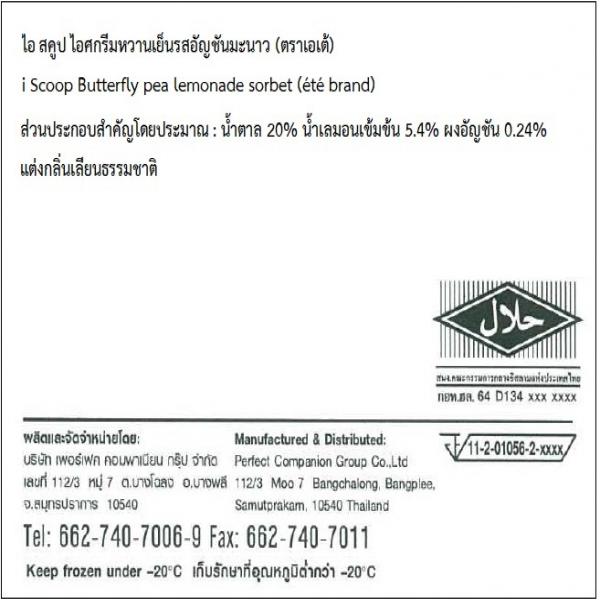 ไอ สคูป ไอศกรีมหวานเย็นรสอัญชันมะนาว (ตราเอเต้)
i Scoop Butterfly pea lemonade sorbet (été brand)
ส่วนประกอบสำคัญโดยประมาณ : น้ำตาล 20% น้ำเลมอนเข้มข้น 5.4% ผงอัญชัน 0.24%
แต่งกลิ่นเลียนธรรมชาติ
حلال
สนง.คณะกรรมการกลางอิสลามแห่งประเทศไทย
กอท.ฮล. 64 D134 xxx xxxx
ผลิตและจัดจำหน่ายโดย:
บริษัท เพอร์เฟค คอมพาเนียน กรุ๊ป จำกัด
เลขที่ 112/3 หมู่ 7 ต.บางโฉลง อ.บางพลี
จ.สมุทรปราการ 10540
Manufactured & Distributed:
Perfect Companion Group Co.,Ltd
112/3 Moo 7 Bangchalong, Bangplee,
Samutprakarn, 10540 Thailand
11-2-01056-2-xxxx
Tel: 662-740-7006-9 Fax: 662-740-7011
Keep frozen under -20°C เก็บรักษาที่อุณหภูมิต่ำกว่า -20°C